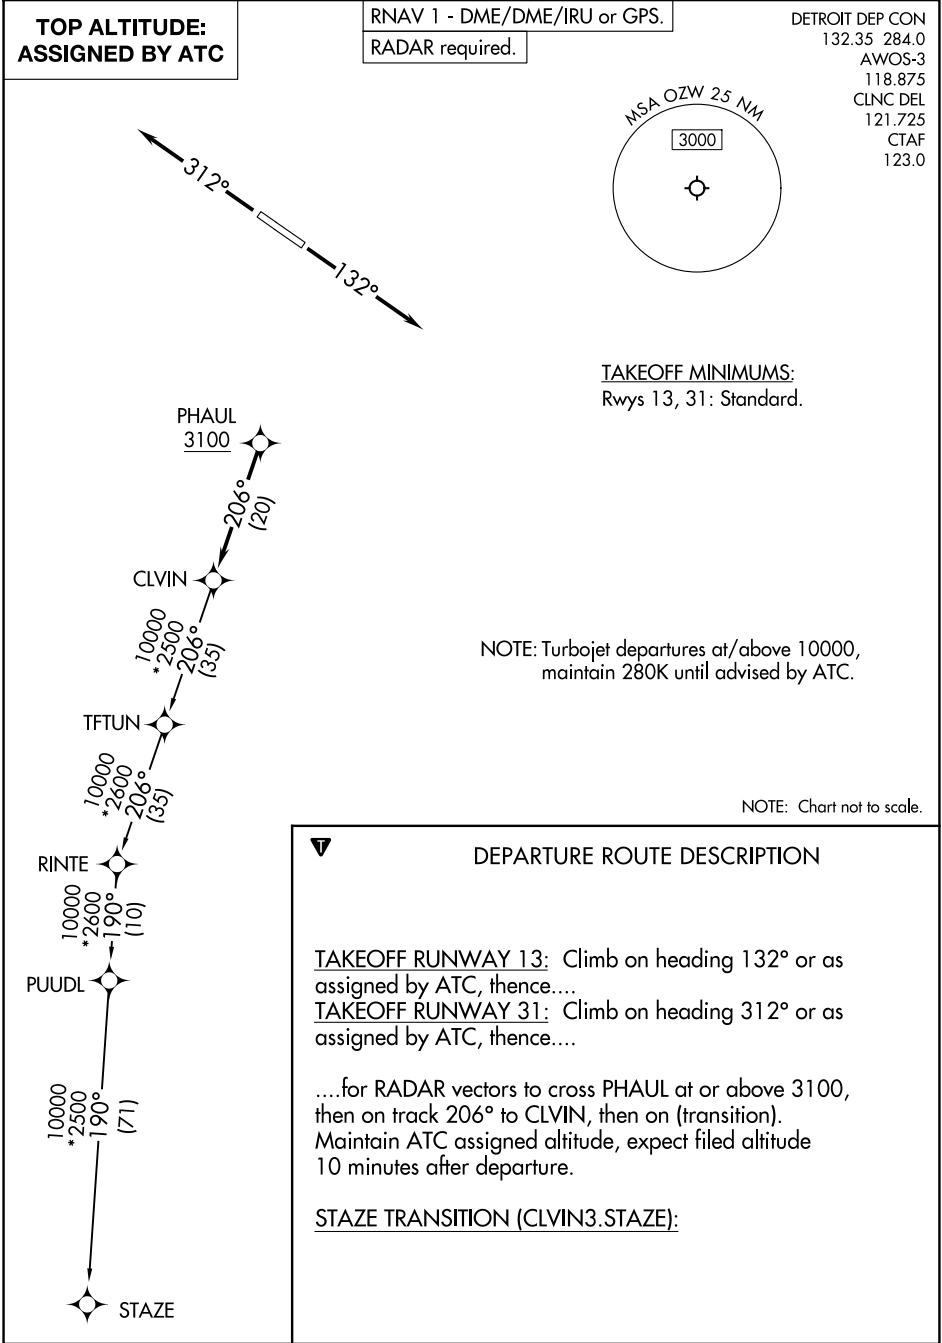 TOP ALTITUDE:
ASSIGNED BY ATC
RNAV 1 - DME/DME/IRU or GPS.
RADAR required.
DETROIT DEP CON
132.35 284.0
AWOS-3
118.875
CLNC DEL
121.725
CTAF
123.0
MSA OZW 25 NM
3000
312°
132°
TAKEOFF MINIMUMS:
Rwys 13, 31: Standard.
PHAUL
3100
206°
(20)
CLVIN
10000
*2500
206°
(35)
NOTE: Turbojet departures at/above 10000,
maintain 280K until advised by ATC.
TFTUN
10000
*2600
206°
(35)
NOTE: Chart not to scale.
RINTE
10000
*2600
190°
(10)
PUUDL
10000
*2500
190°
(71)
STAZE
T
DEPARTURE ROUTE DESCRIPTION
TAKEOFF RUNWAY 13: Climb on heading 132° or as
assigned by ATC, thence....
TAKEOFF RUNWAY 31: Climb on heading 312° or as
assigned by ATC, thence....
....for RADAR vectors to cross PHAUL at or above 3100,
then on track 206° to CLVIN, then on (transition).
Maintain ATC assigned altitude, expect filed altitude
10 minutes after departure.
STAZE TRANSITION (CLVIN3.STAZE):